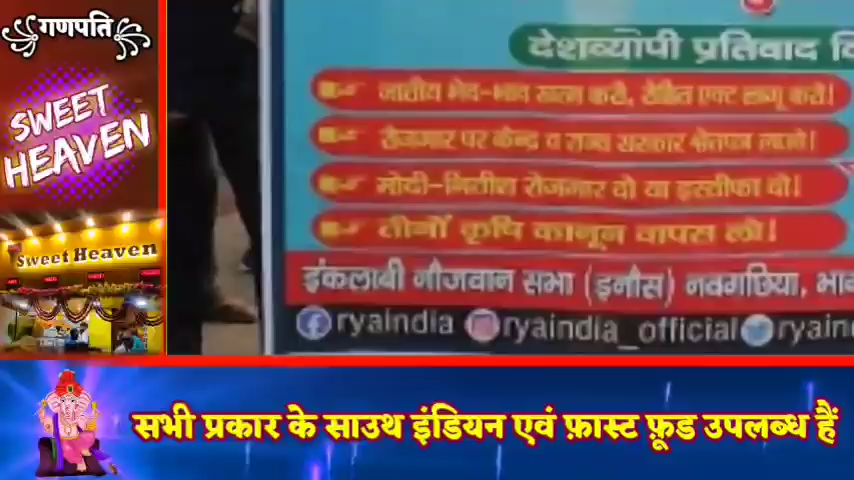 गणपति
SWEET
HEAVEN
SWEET HEAVEN
देशव्यापी प्रतिवाद
जातीय भेद-भाव खत्म करो, रोहित एक्ट लागू करो!
रोजगार पर केन्द्र व राज्य सरकार श्वेतपत्र लाओ!
मोदी-नितीश रोजगार दो या इस्तीफा दो!
तीनों कृषि कानून वापस लो!
इंकलाबी नौजवान सभा (इनौस) नवगछिया,
ryaindia ryaindia_official
सभी प्रकार के साउथ इंडियन एवं फ़ास्ट फ़ूड उपलब्ध हैं